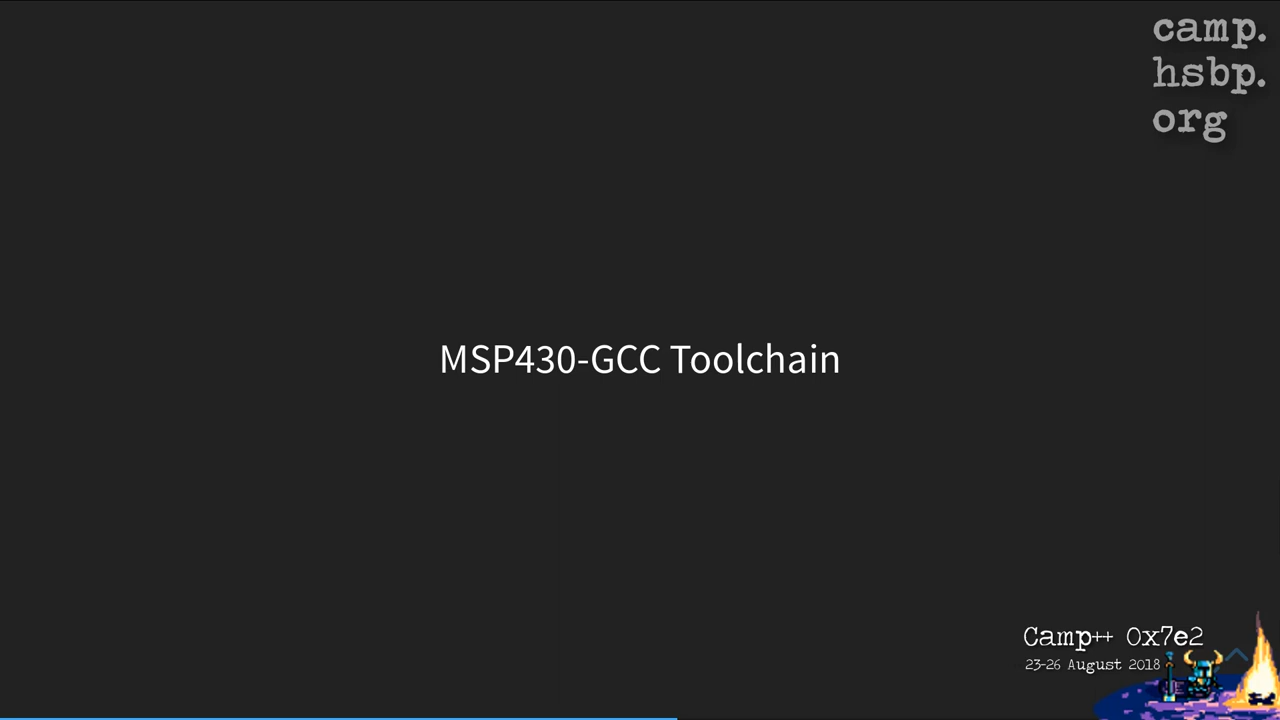 camp.
hsbp.
org
MSP430-GCC Toolchain
Camp++ 0x7e2
23-26 August 2018